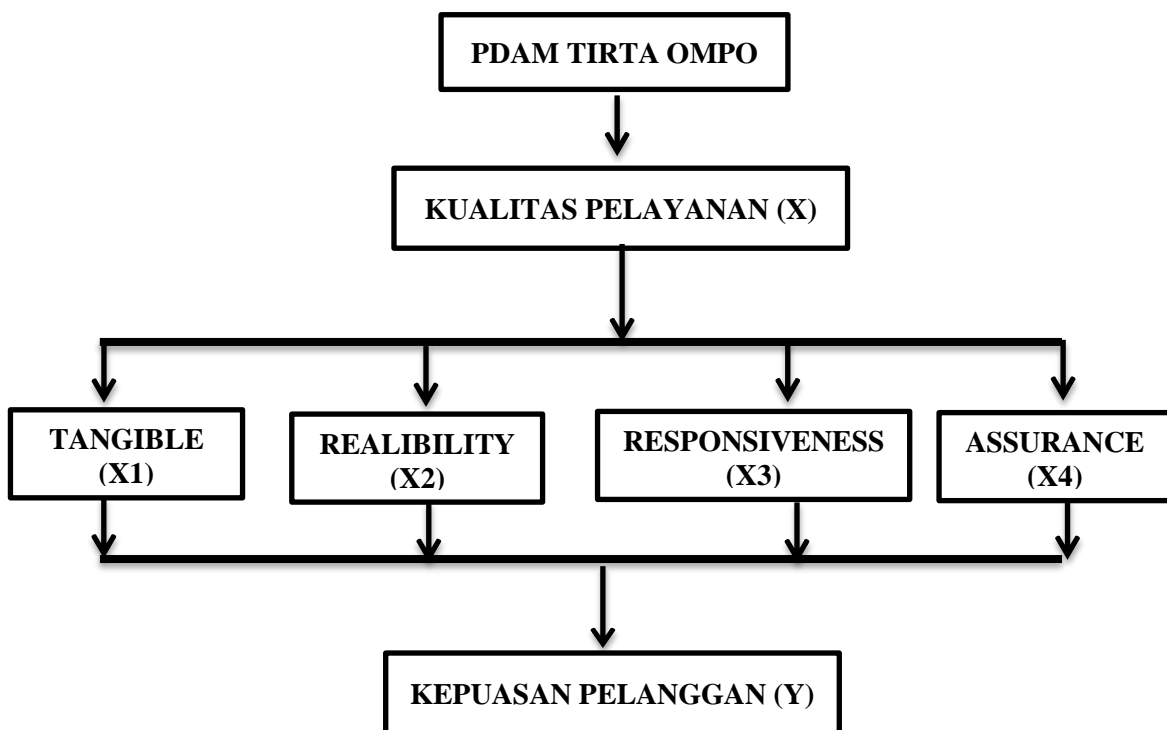 PDAM TIRTA OMPO
KUALITAS PELAYANAN (X)
TANGIBLE
(X1)
REALIBILITY
(X2)
RESPONSIVENESS
(X3)
ASSURANCE
(X4)
KEPUASAN PELANGGAN (Y)